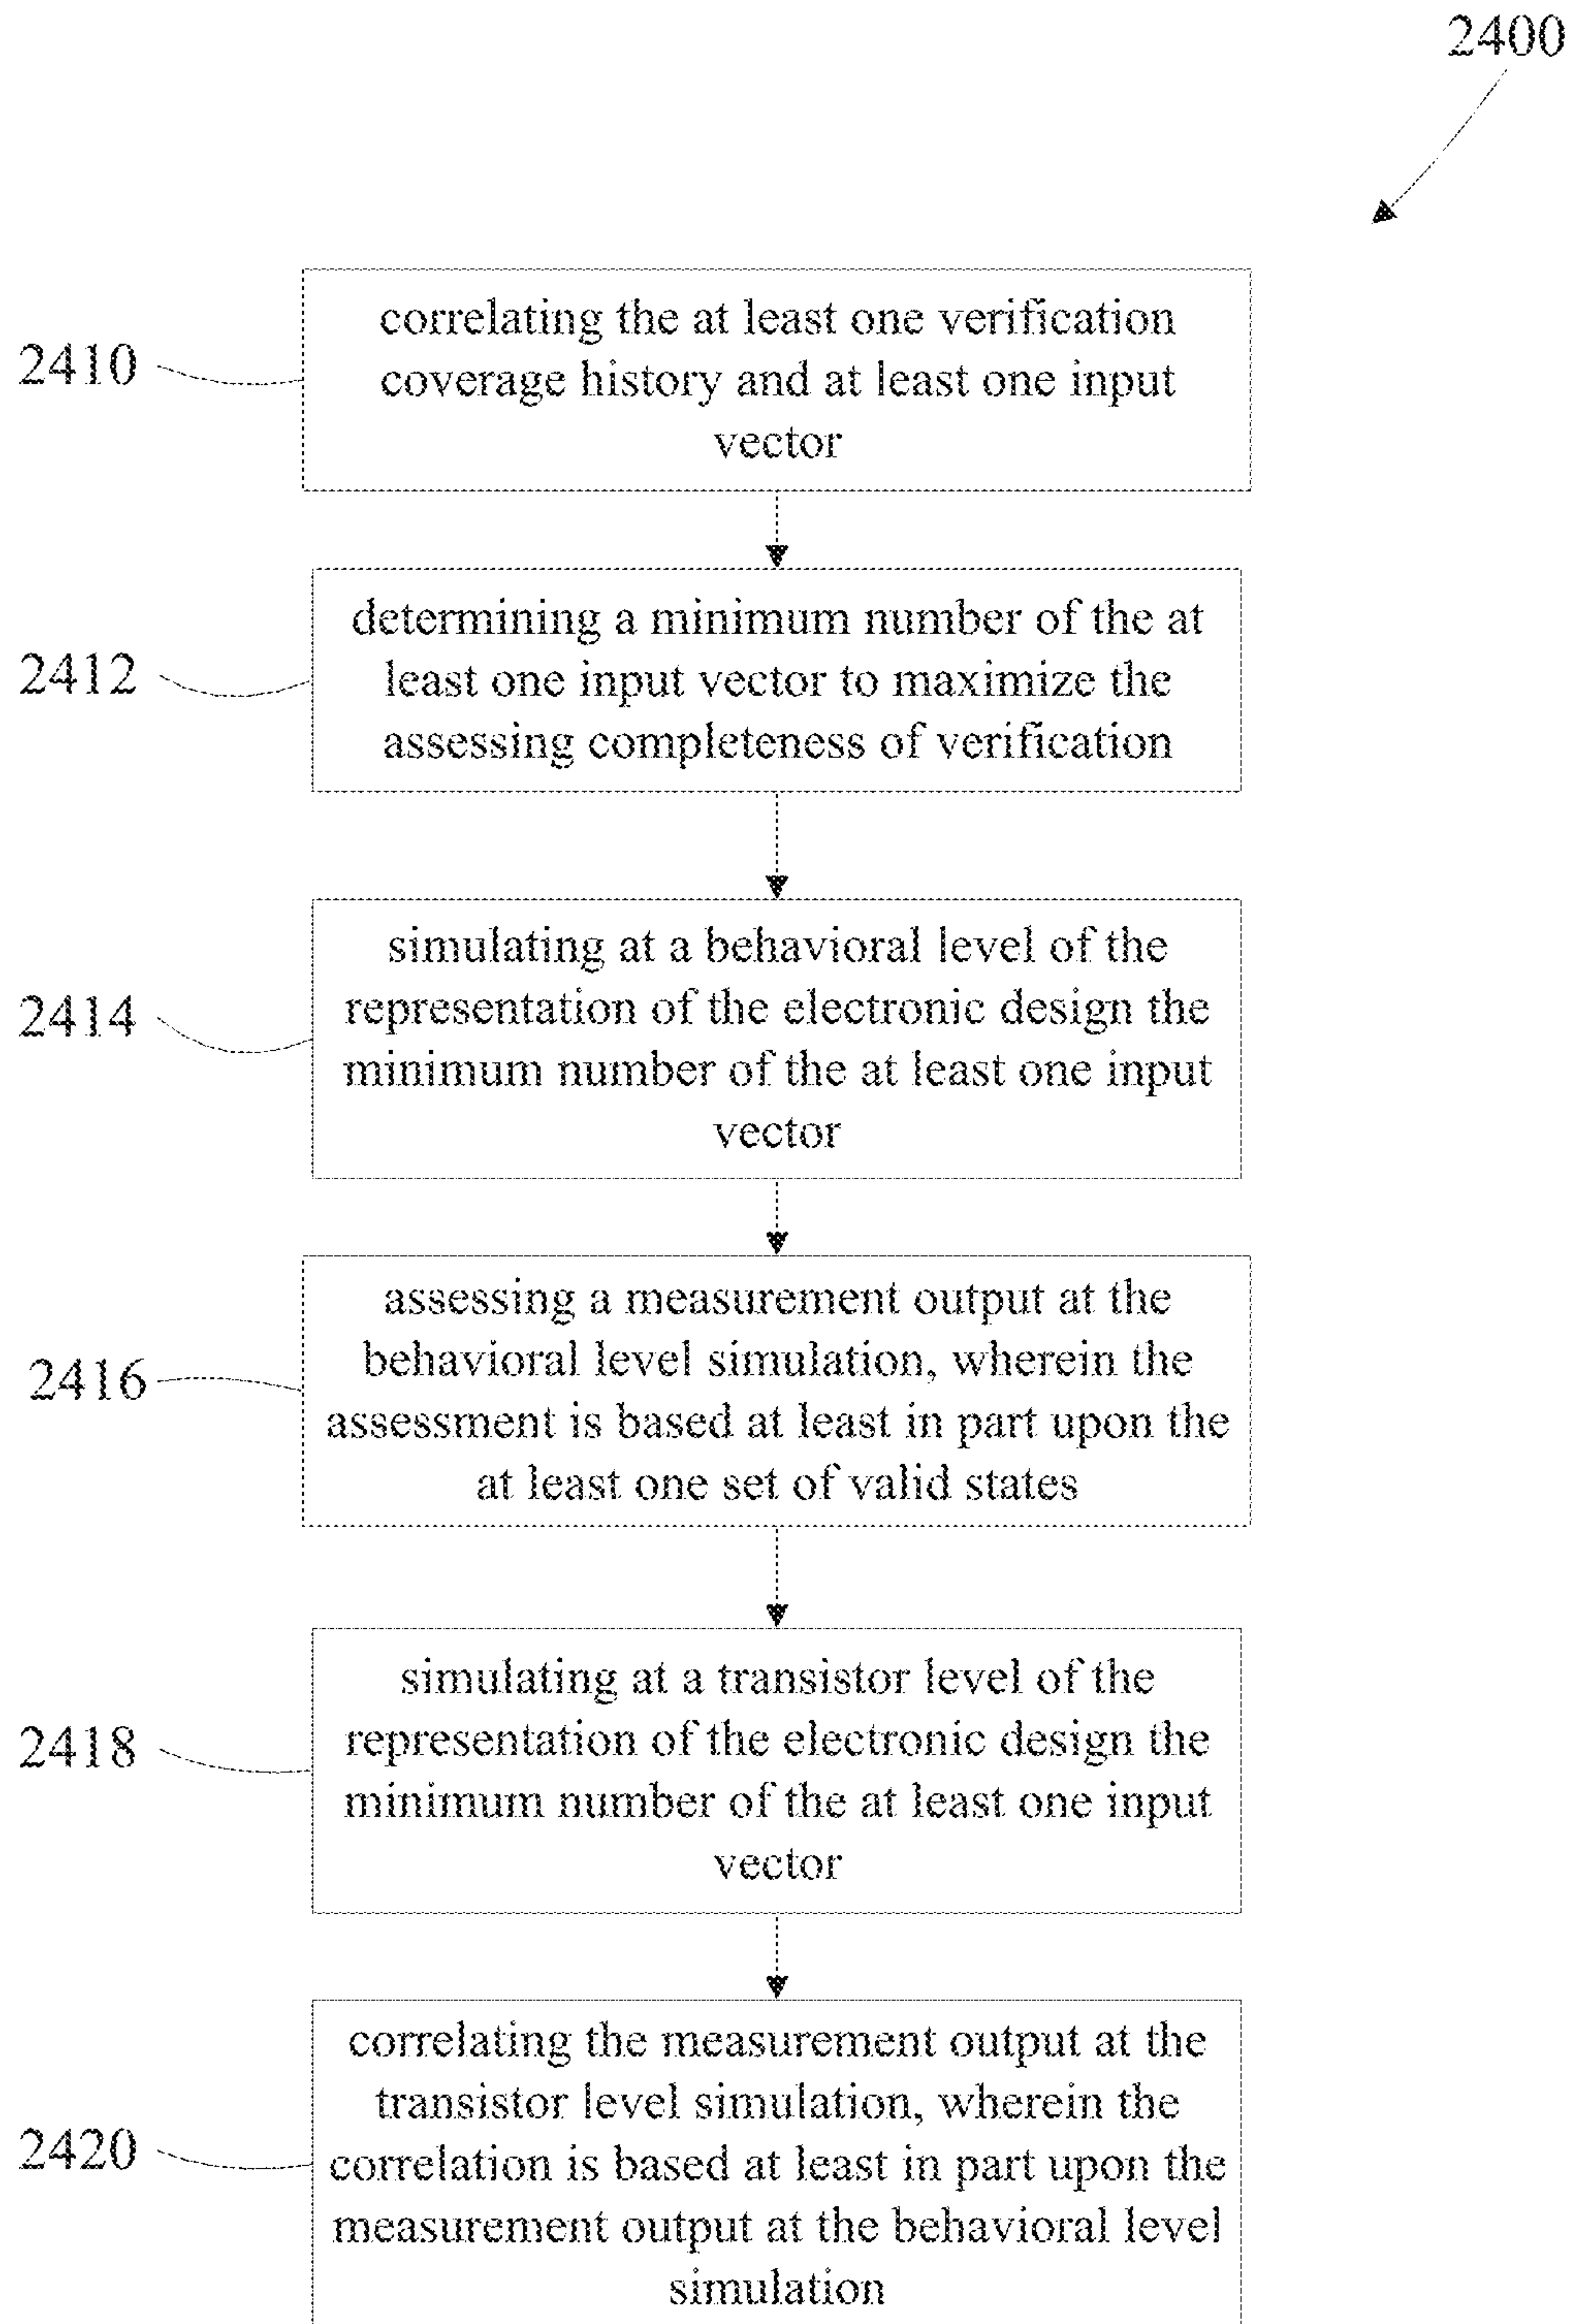 2400
2410
correlating the at least one verification
coverage history and at least one input
vector
2412
determining a minimum number of the at
least one input vector to maximize the
assessing completeness of verification
2414
simulating at a behavioral level of the
representation of the electronic design the
minimum number of the at least one input
vector
2416
assessing a measurement output at the
behavioral level simulation, wherein the
assessment is based at least in part upon the
at least one set of valid states
2418
simulating at a transistor level of the
representation of the electronic design the
minimum number of the at least one input
vector
2420
correlating the measurement output at the
transistor level simulation, wherein the
correlation is based at least in part upon the
measurement output at the behavioral level
simulation